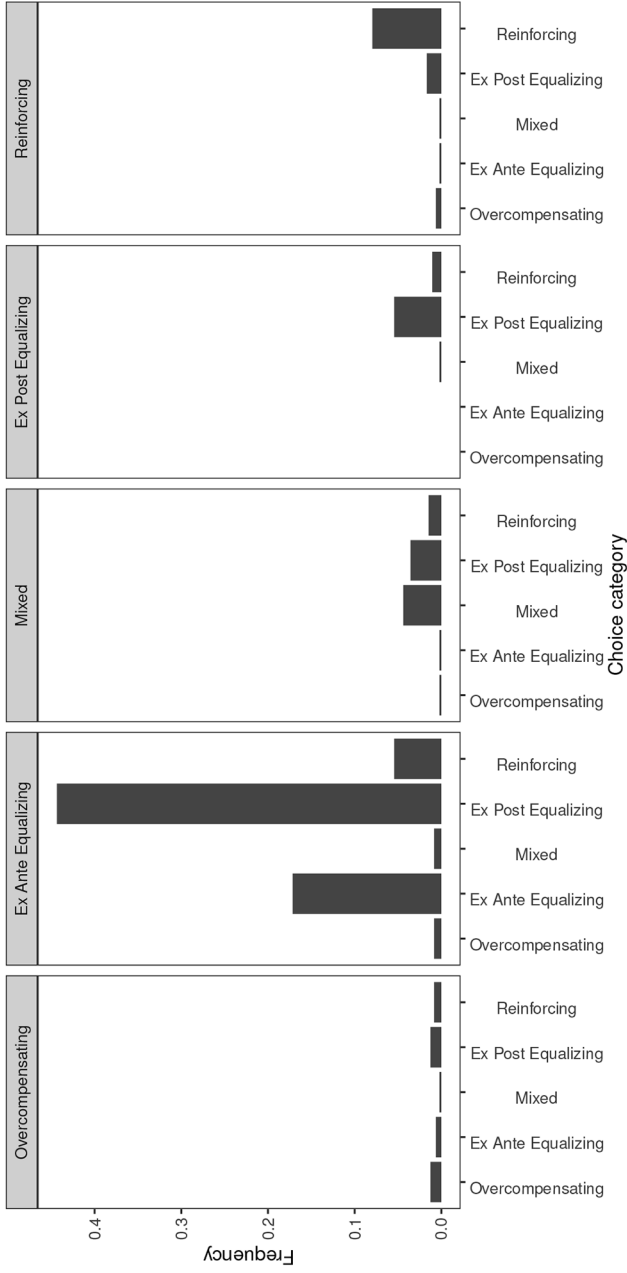 Reinforcing
Reinforcing
Ex Post Equalizing
Mixed
Ex Ante Equalizing
Overcompensating
Ex Post Equalizing
Reinforcing
Ex Post Equalizing
Mixed
Ex Ante Equalizing
Overcompensating
Mixed
Reinforcing
Ex Post Equalizing
Mixed
Ex Ante Equalizing
Overcompensating
Ex Ante Equalizing
Reinforcing
Ex Post Equalizing
Mixed
Ex Ante Equalizing
Overcompensating
Overcompensating
Reinforcing
Ex Post Equalizing
Mixed
Ex Ante Equalizing
Overcompensating
Choice category
0.4
0.3
0.2
0.1
0.0
Frequency